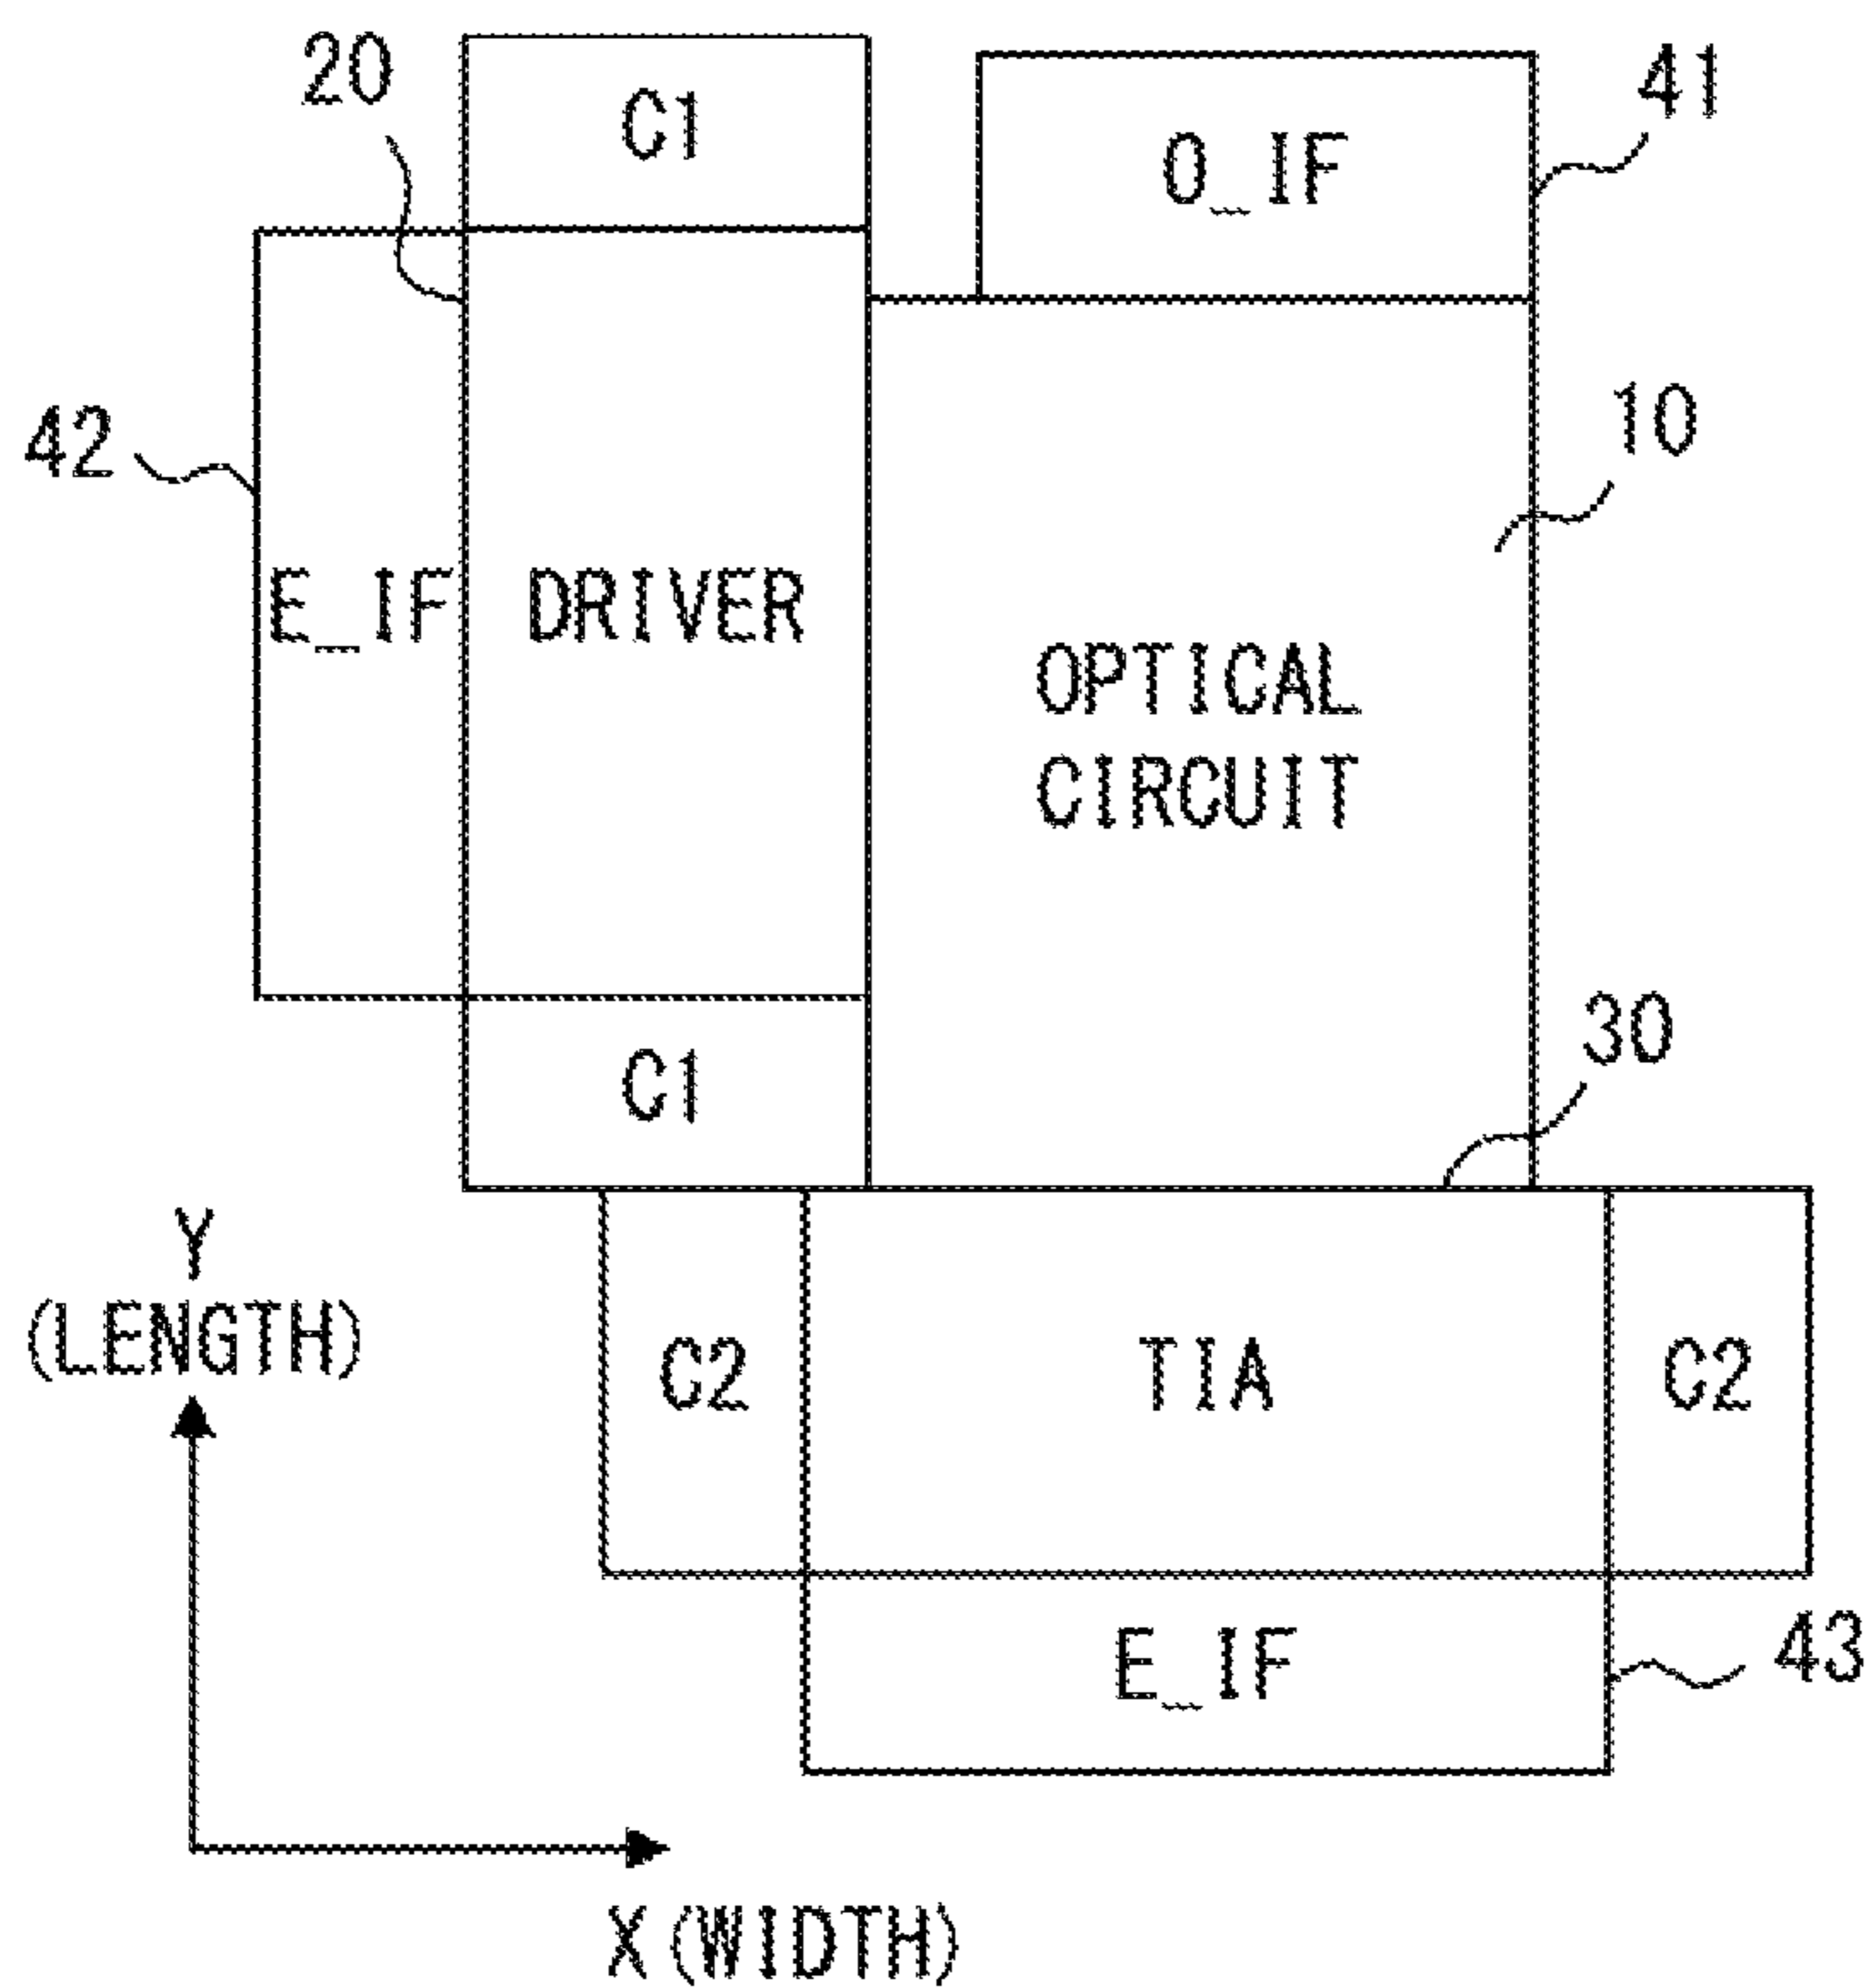 20
C1
O_IF
41
42
10
E_IF
DRIVER
OPTICAL
CIRCUIT
C1
30
Y
(LENGTH)
C2
TIA
C2
E_IF
43
X (WIDTH)